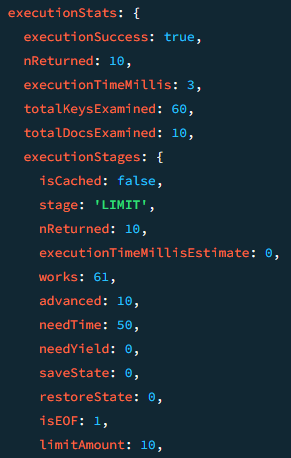 executionStats: {
executionSuccess: true,
nReturned: 10,
executionTimeMillis: 3,
totalKeysExamined: 60,
totalDocsExamined: 10,
executionStages: {
isCached: false,
stage: 'LIMIT',
nReturned: 10,
executionTimeMillisEstimate: 0,
works: 61,
advanced: 10,
needTime: 50,
needYield: 0,
saveState: 0,
restoreState: 0,
isEOF: 1,
limitAmount: 10,